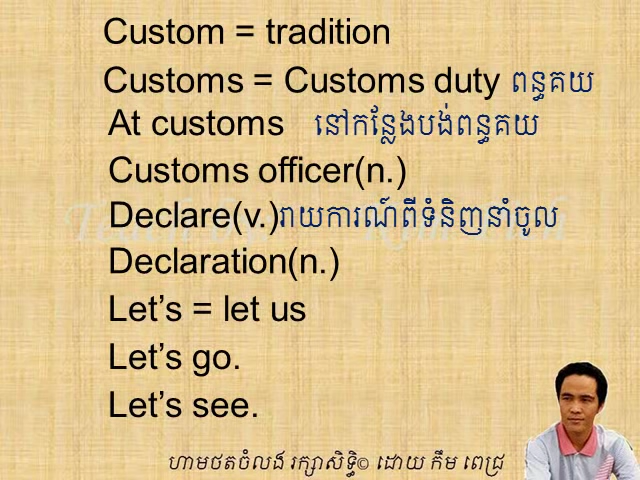 Custom = tradition
Customs = Customs duty ពន្ធគយ
At customs នៅកន្លែងបង់ពន្ធគយ
Customs officer(n.)
Declare(v.)រាយការណ៍ពីទំនិញនាំចូល
Declaration(n.)
Let’s = let us
Let’s go.
Let’s see.
ហាមថតចំលង រក្សាសិទ្ធិ© ដោយ កឹម ពេជ្រ